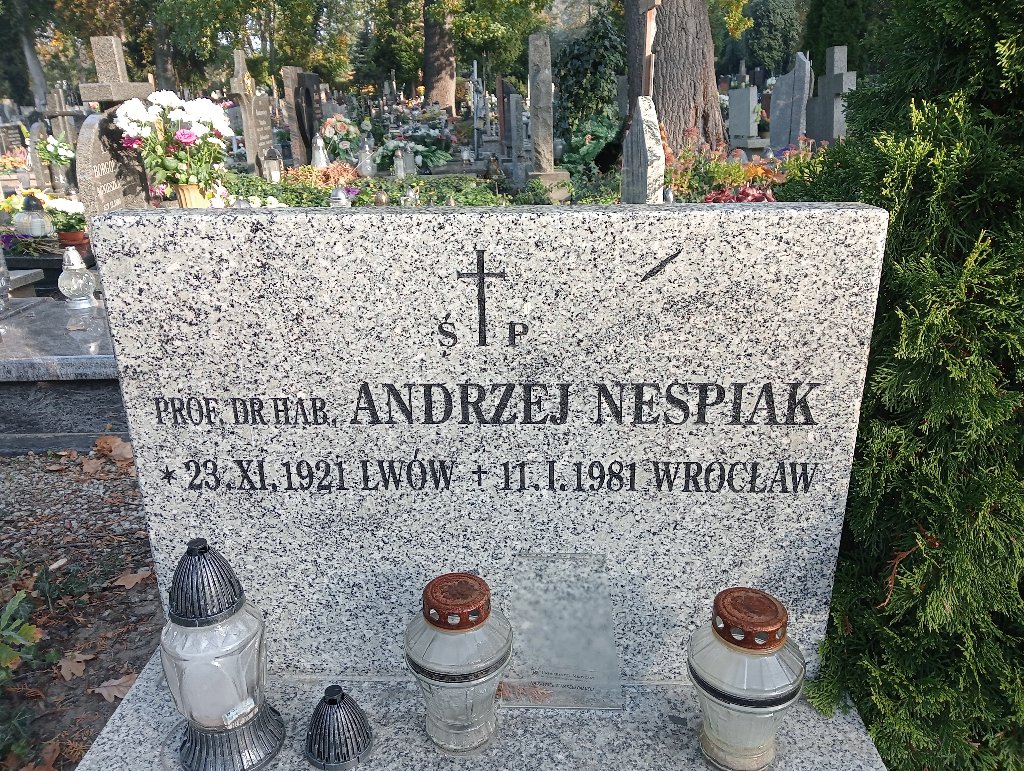 Ś P
PROF. DR HAB. ANDRZEJ NESPIAK
* 23.XI.1921 LWÓW + 11.I.1981 WROCŁAW